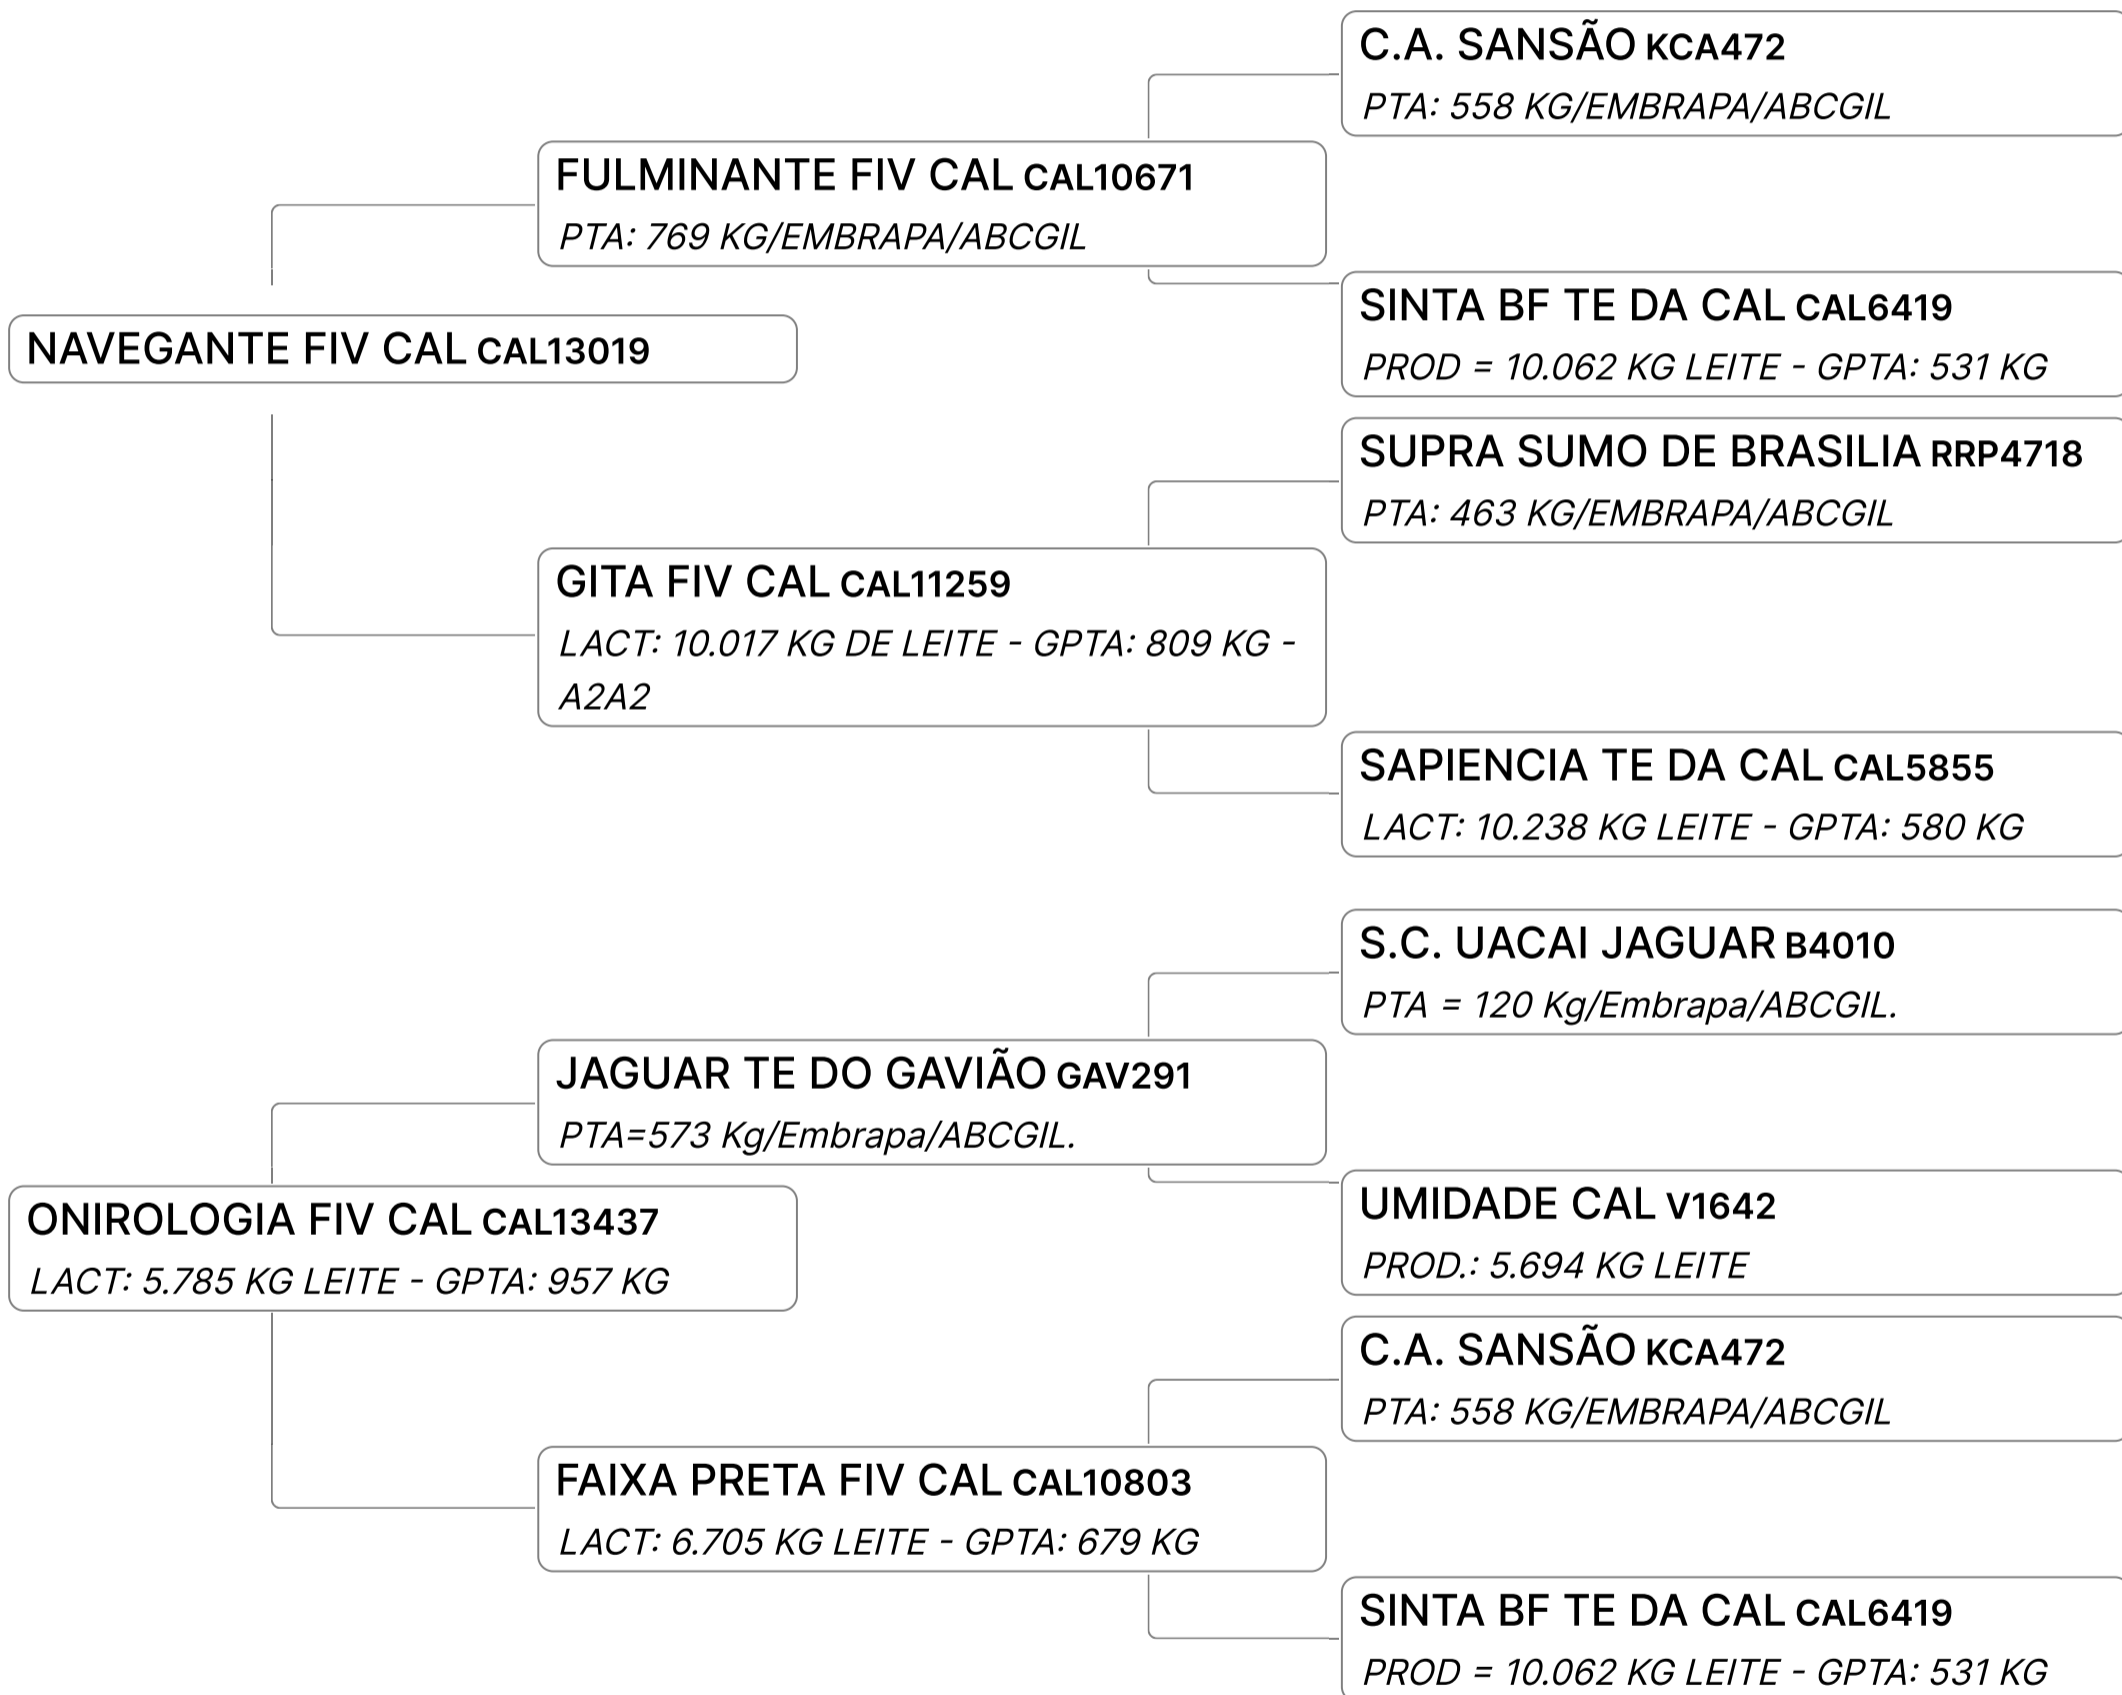 C.A. SANSÃO KCA472
PTA: 558 KG/EMBRAPA/ABCGIL
FULMINANTE FIV CAL CAL10671
PTA: 769 KG/EMBRAPA/ABCGIL
SINTA BF TE DA CAL CAL6419
PROD = 10.062 KG LEITE - GPTA: 531 KG
NAVEGANTE FIV CAL CAL13019
SUPRA SUMO DE BRASILIA RRP4718
PTA: 463 KG/EMBRAPA/ABCGIL
GITA FIV CAL CAL11259
LACT: 10.017 KG DE LEITE - GPTA: 809 KG -
A2A2
SAPIENCIA TE DA CAL CAL5855
LACT: 10.238 KG LEITE - GPTA: 580 KG
S.C. UACAI JAGUAR B4010
PTA = 120 Kg/Embrapa/ABCGIL.
JAGUAR TE DO GAVIÃO GAV291
PTA=573 Kg/Embrapa/ABCGIL.
UMIDADE CAL V1642
PROD.: 5.694 KG LEITE
ONIROLOGIA FIV CAL CAL13437
LACT: 5.785 KG LEITE - GPTA: 957 KG
C.A. SANSÃO KCA472
PTA: 558 KG/EMBRAPA/ABCGIL
FAIXA PRETA FIV CAL CAL10803
LACT: 6.705 KG LEITE - GPTA: 679 KG
SINTA BF TE DA CAL CAL6419
PROD = 10.062 KG LEITE - GPTA: 531 KG